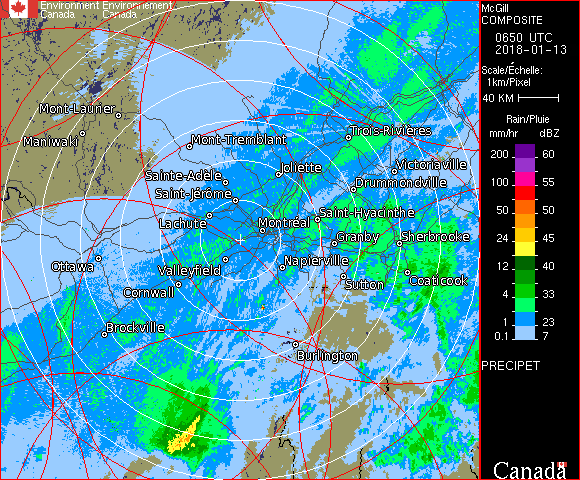 Environment Environnement
Canada Canada
McGill
COMPOSITE
0650 UTC
2018-01-13
Scale/Échelle:
1km/Pixel
40 KM
Rain/Pluie
mm/hr dBZ
200 60
100 55
50 50
24 45
12 40
4 33
1 23
0.1 7
PRECIPET
Canada
Mont-Laurier
Maniwaki
Mont-Tremblant
Trois-Rivières
Sainte-Adèle
Joliette
Victoriaville
Saint-Jérôme
Drummondville
Lachute
Montréal
Saint-Hyacinthe
Granby
Sherbrooke
Ottawa
Valleyfield
Napierville
Cornwall
Sutton
Coaticook
Brockville
Burlington